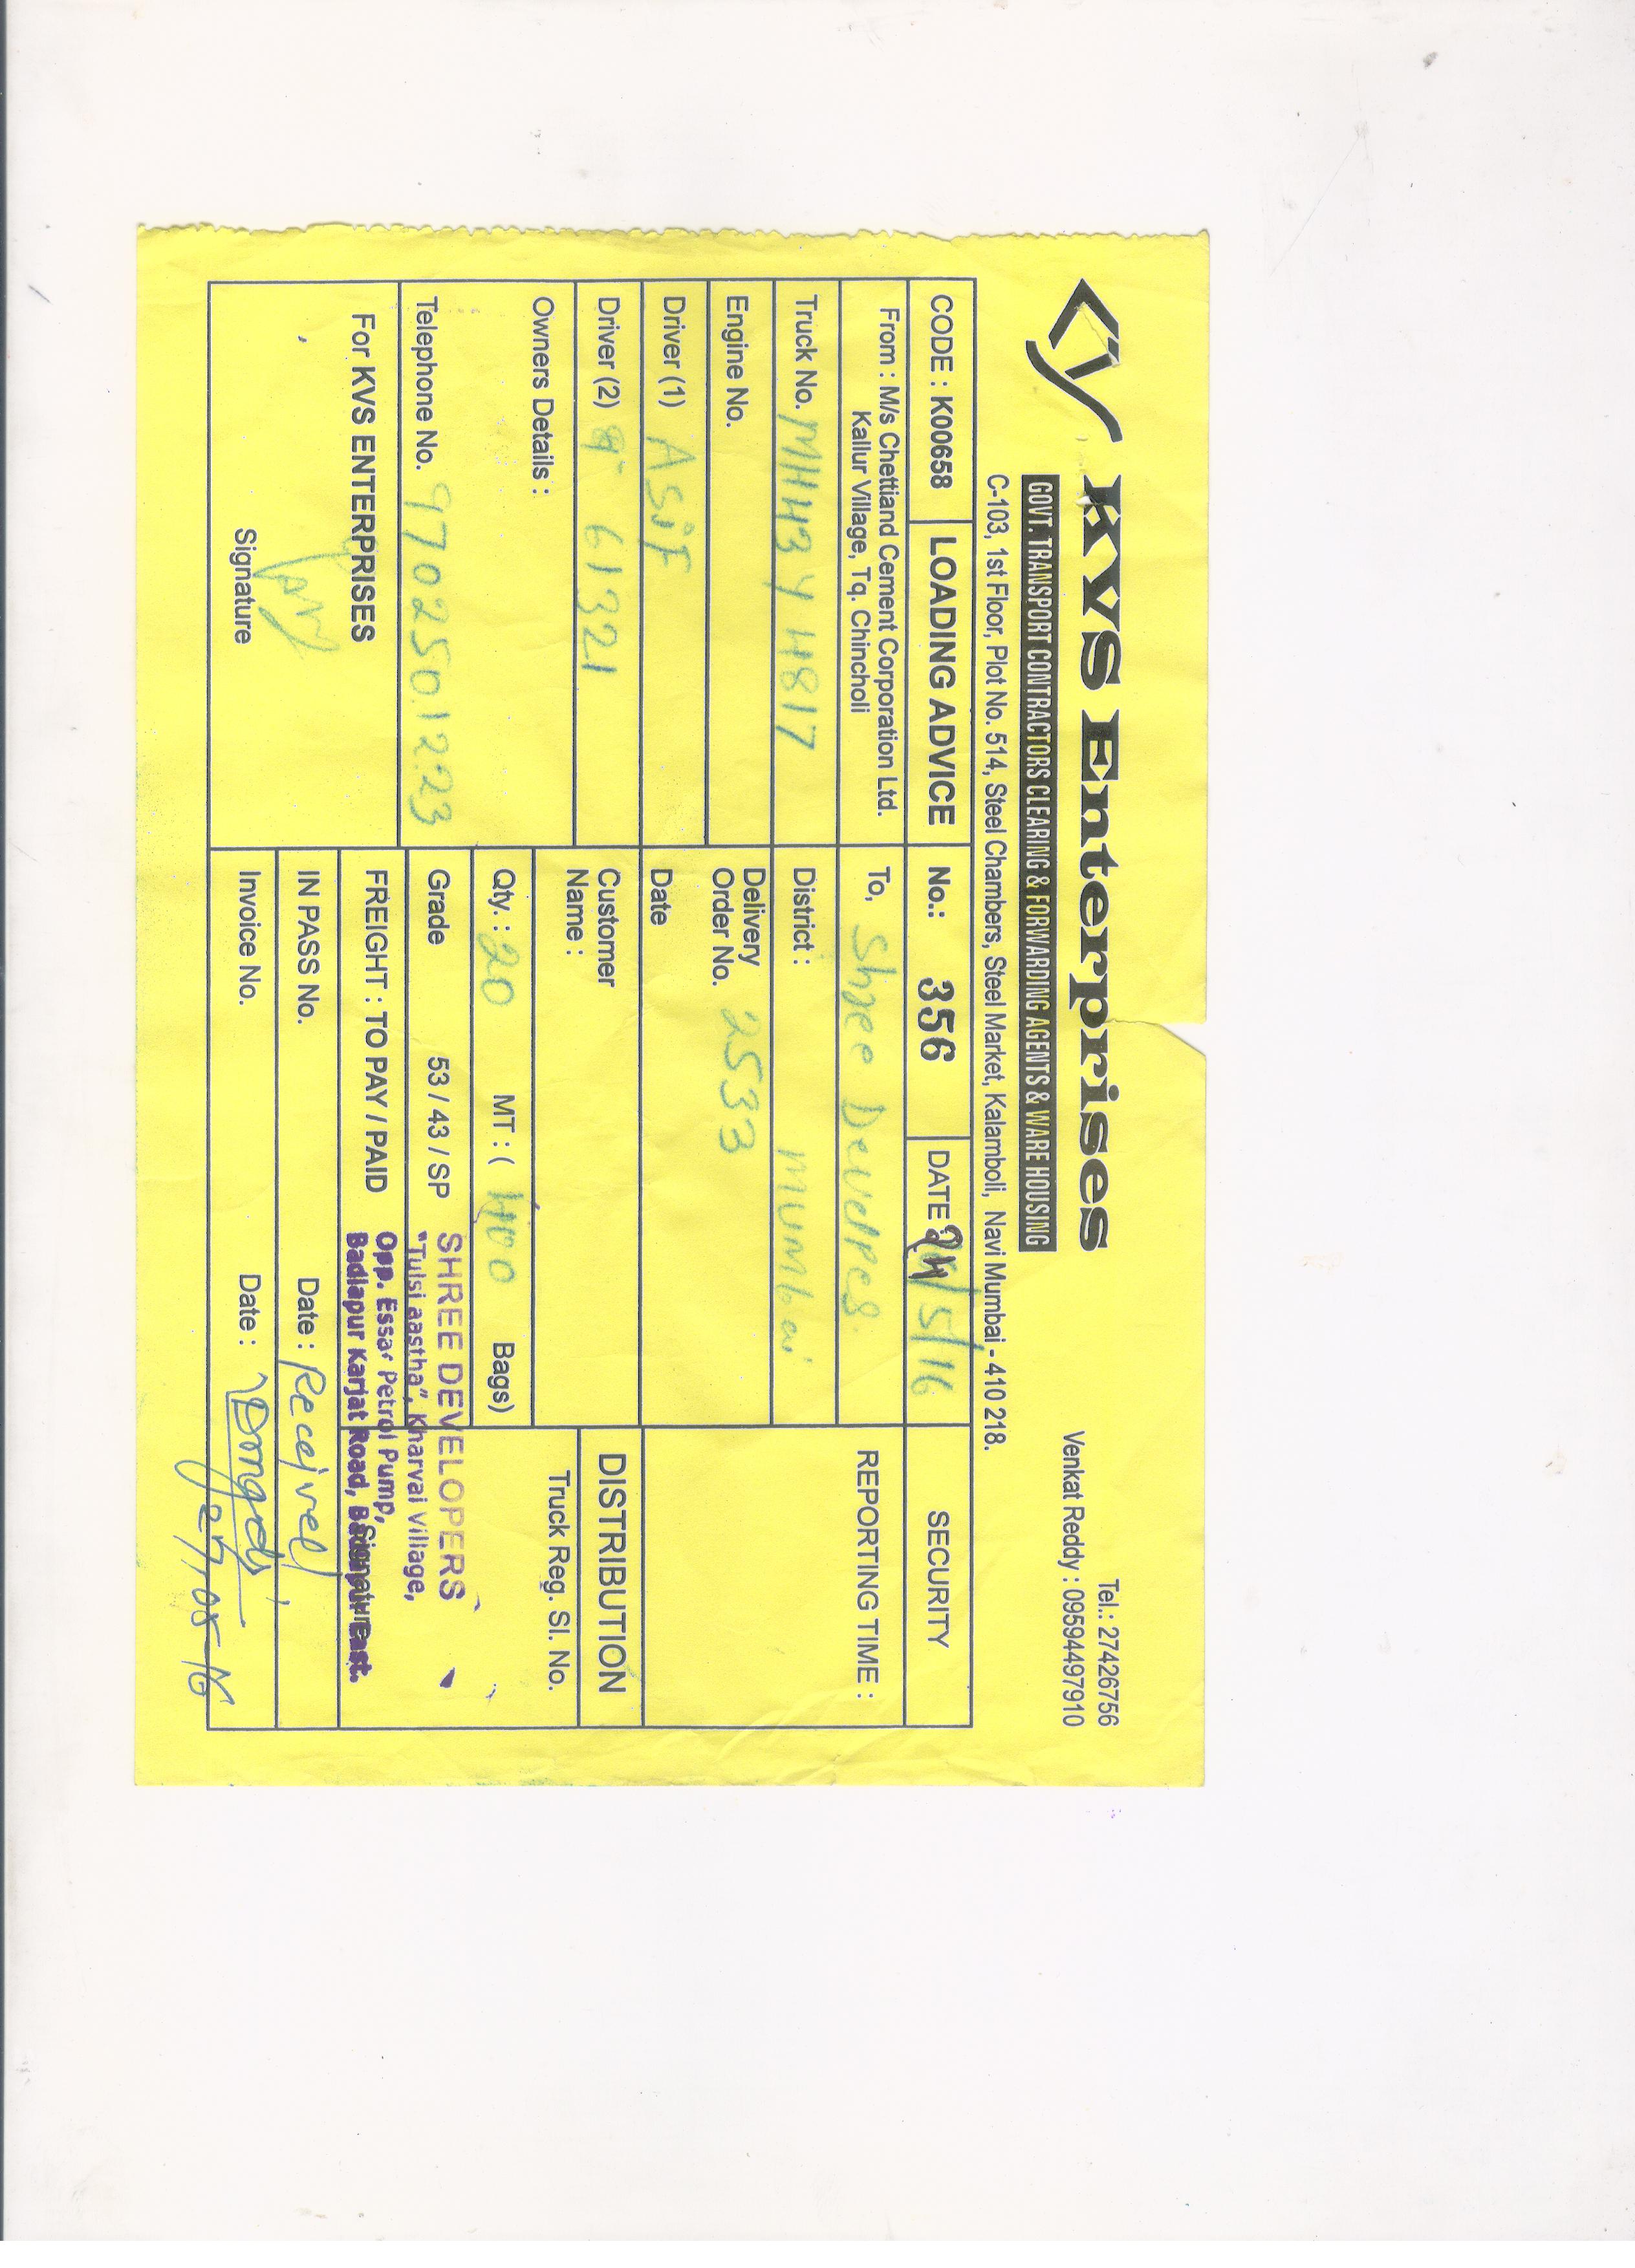 KVS Enterprises
Tel.: 27426756
Venkat Reddy : 09594497910
GOVT. TRANSPORT CONTRACTORS CLEARING & FORWARDING AGENTS & WARE HOUSING
C-103, 1st Floor, Plot No. 514, Steel Chambers, Steel Market, Kalamboli, Navi Mumbai - 410 218.
CODE : K00658 LOADING ADVICE No.: 356 DATE 24/5/16 SECURITY
From : M/s Chettiand Cement Corporation Ltd.
Kallur Village, Tq. Chincholi
To, Shree Develpes.
REPORTING TIME :
Truck No. MH43 Y 4817
District : Mumbai
Engine No.
Delivery
Order No. 2533
Driver (1) ASIF
Date
Driver (2) 61321
Customer
Name :
DISTRIBUTION
Owners Details :
Truck Reg. Sl. No.
Qty. : 20 MT : ( 400 Bags)
Telephone No. 9702501223
Grade 53 / 43 / SP
SHREE DEVELOPERS
"Tulsi aastha", Kharvai Village,
Opp. Essar Petrol Pump,
Badlapur Karjat Road, Badlapur East.
For KVS ENTERPRISES
FREIGHT : TO PAY / PAID
Signature
IN PASS No. Date : Received
Signature
Invoice No. Date :
27/05-16